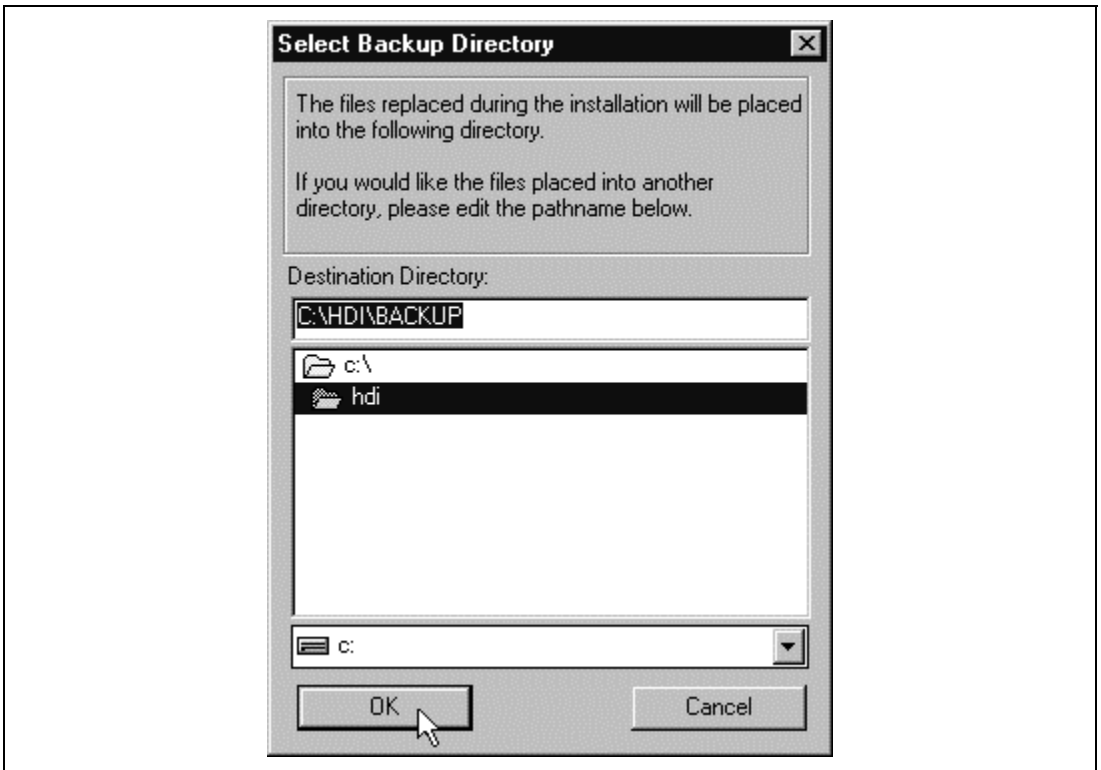 Select Backup Directory
The files replaced during the installation will be placed
into the following directory.
If you would like the files placed into another
directory, please edit the pathname below.
Destination Directory:
C:\HDI\BACKUP
c:\
hdi
c:
OK
Cancel